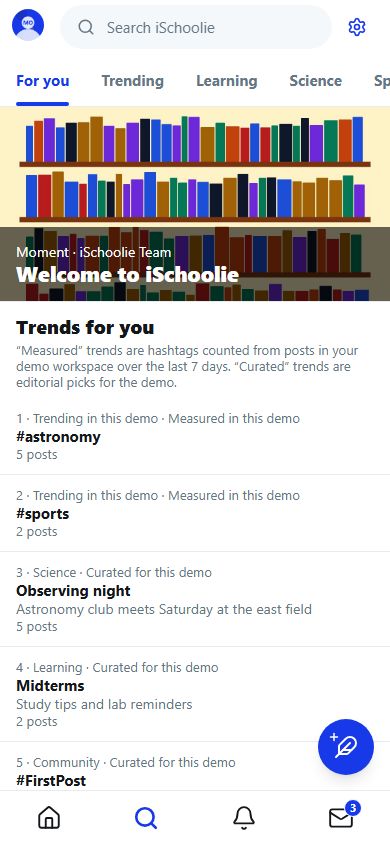 MO
Search iSchoolie
For you Trending Learning Science Sp
Moment · iSchoolie Team
Welcome to iSchoolie
Trends for you
“Measured” trends are hashtags counted from posts in your
demo workspace over the last 7 days. “Curated” trends are
editorial picks for the demo.
1 · Trending in this demo · Measured in this demo
#astronomy
5 posts
2 · Trending in this demo · Measured in this demo
#sports
2 posts
3 · Science · Curated for this demo
Observing night
Astronomy club meets Saturday at the east field
5 posts
4 · Learning · Curated for this demo
Midterms
Study tips and lab reminders
2 posts
5 · Community · Curated for this demo
#FirstPost
3